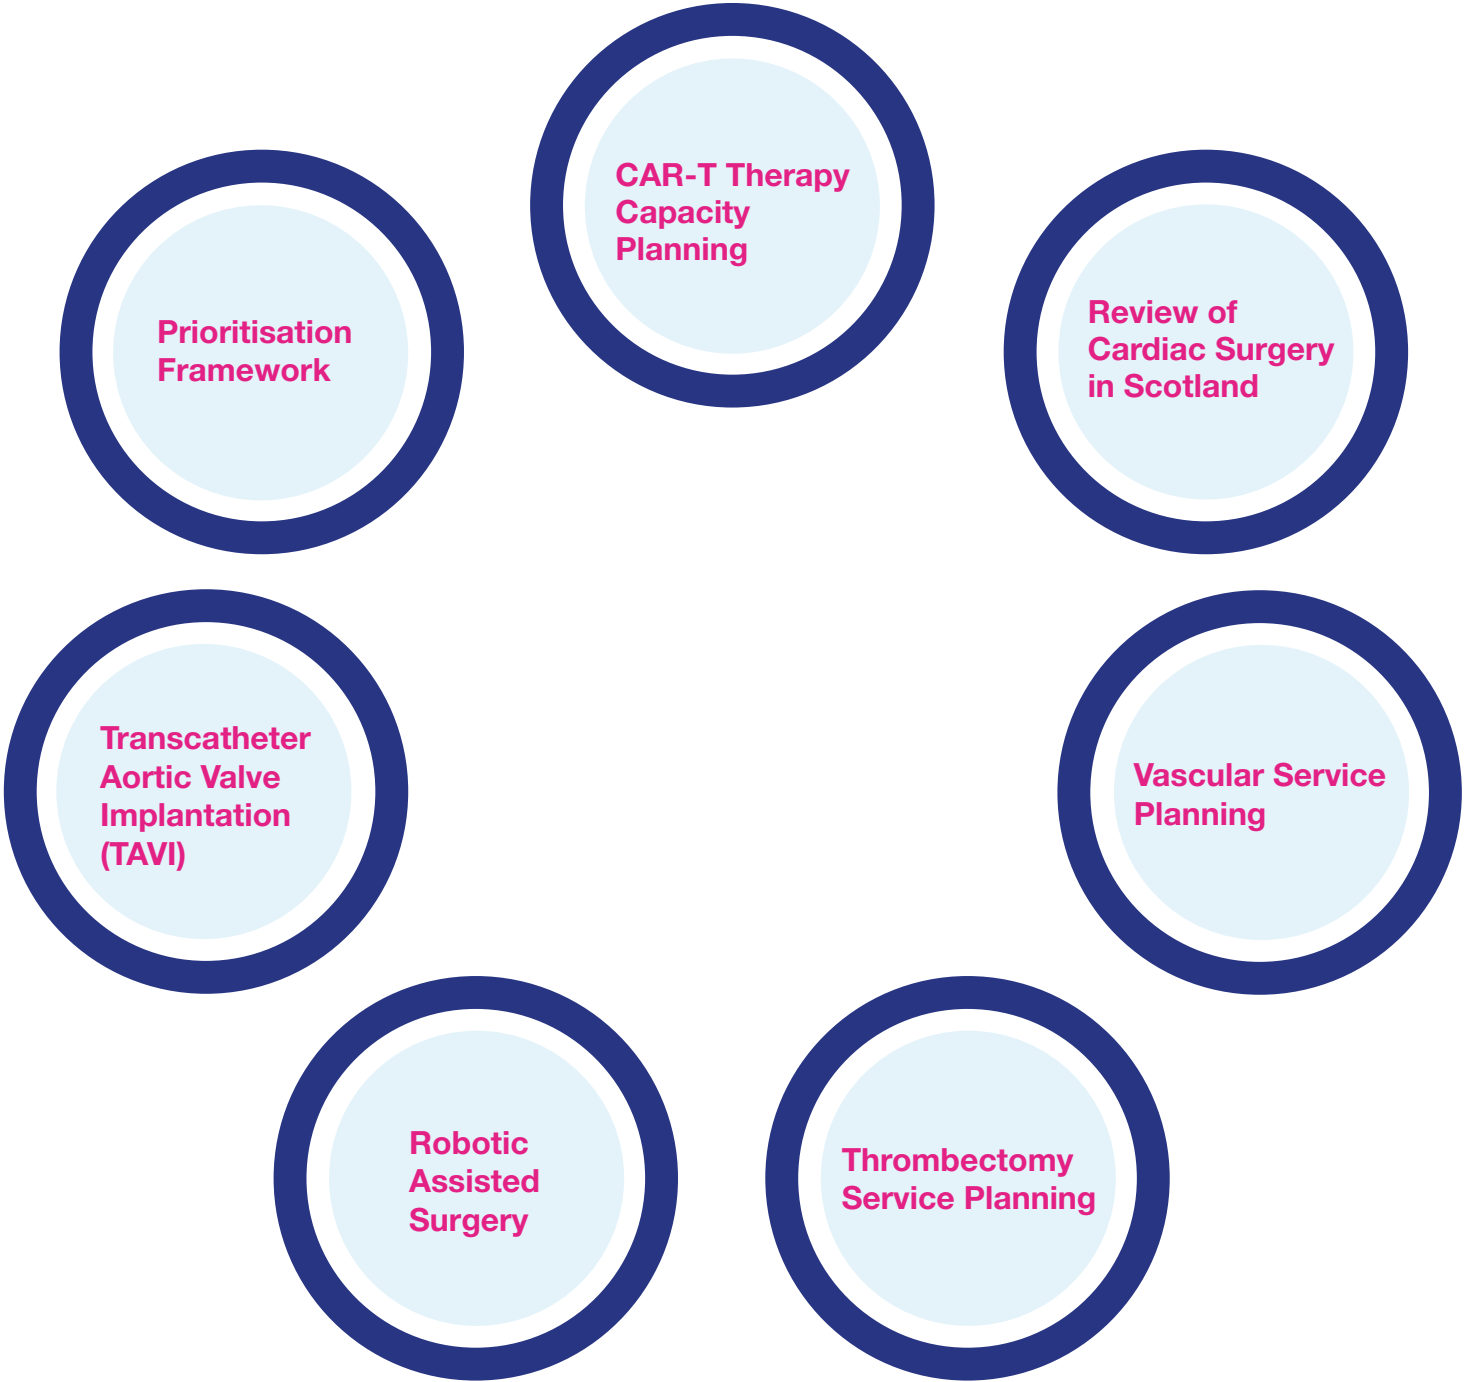 CAR-T Therapy
Capacity
Planning
Review of
Cardiac Surgery
in Scotland
Vascular Service
Planning
Thrombectomy
Service Planning
Robotic
Assisted
Surgery
Transcatheter
Aortic Valve
Implantation
(TAVI)
Prioritisation
Framework